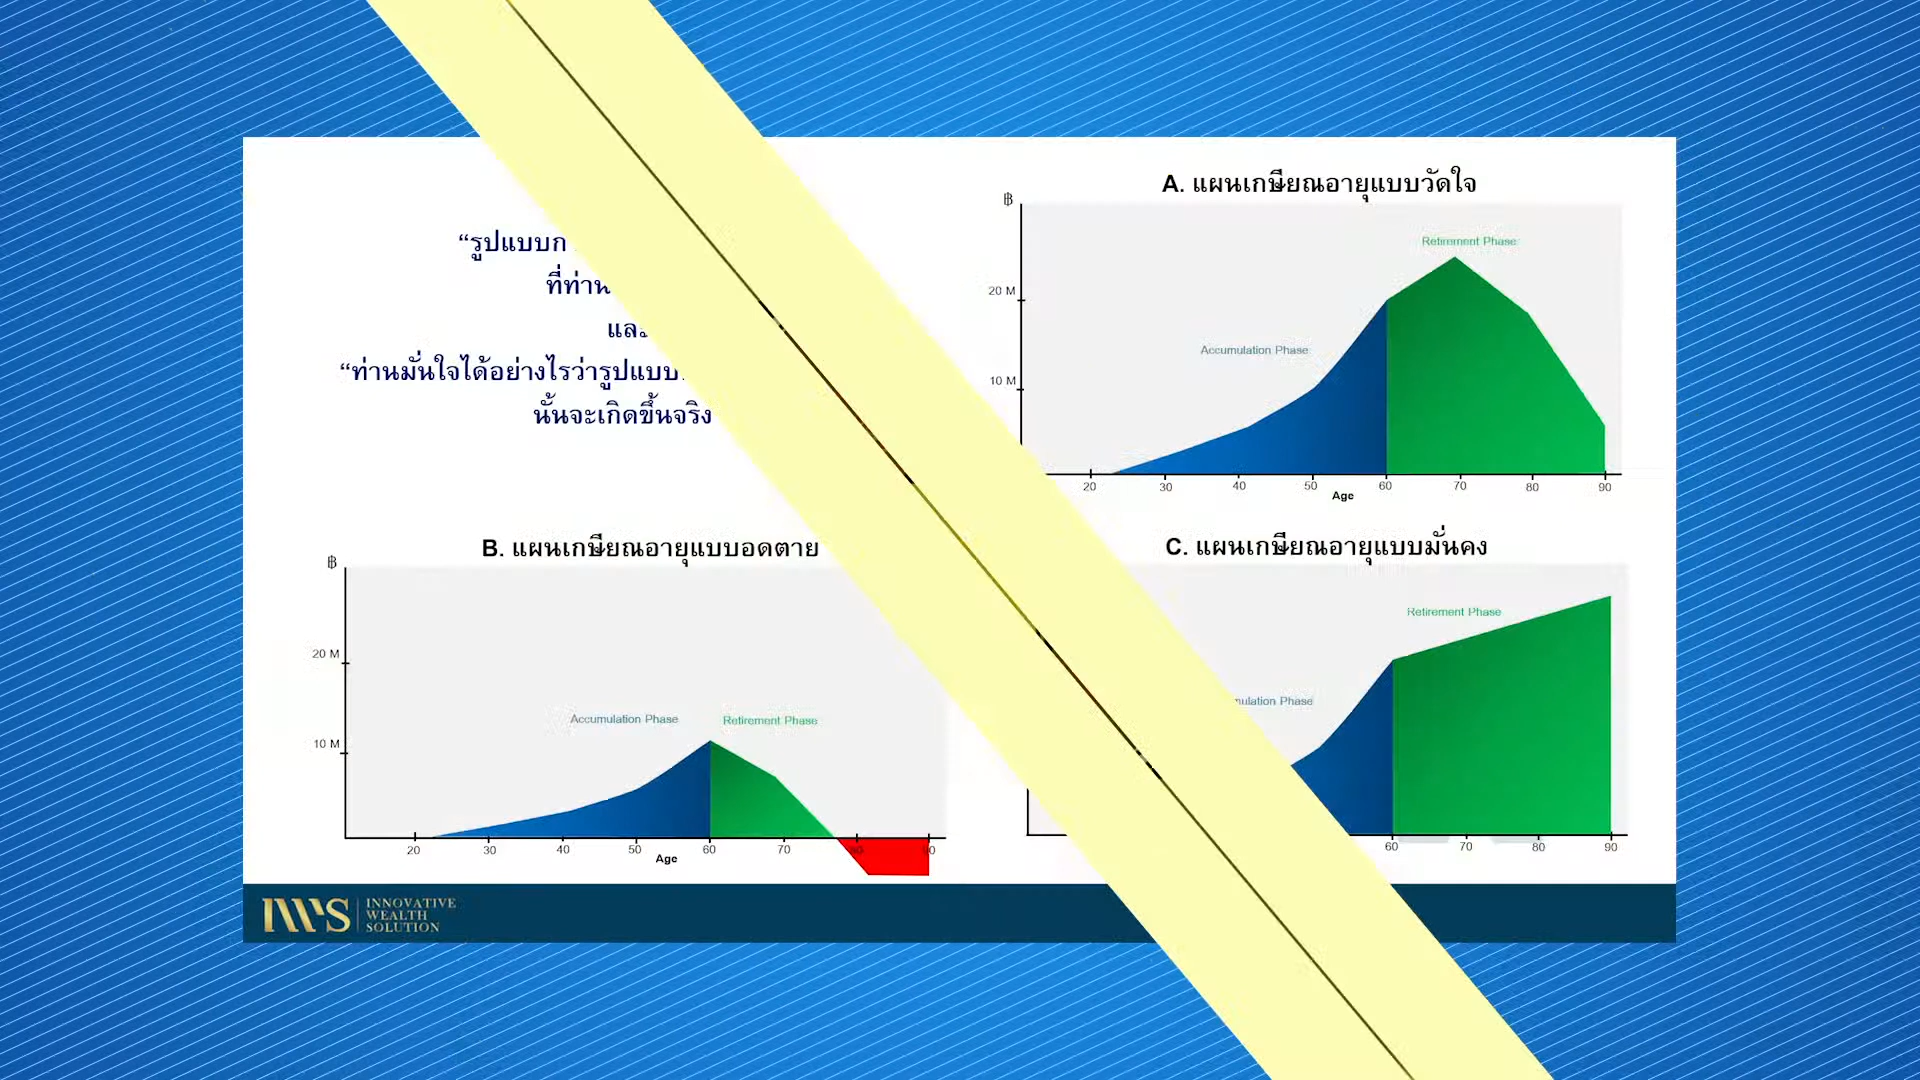 “รูปแบบก
ที่ท่าน
และ
“ท่านมั่นใจได้อย่างไรว่ารูปแบบ
นั้นจะเกิดขึ้นจริง
A. แผนเกษียณอายุแบบวัดใจ
฿
Retirement Phase
20 M
Accumulation Phase
10 M
20 30 40 50 60 70 80 90
Age
B. แผนเกษียณอายุแบบอดตาย
฿
20 M
Accumulation Phase Retirement Phase
10 M
20 30 40 50 60 70 80
Age
C. แผนเกษียณอายุแบบมั่นคง
Retirement Phase
ulation Phase
60 70 80 90
IWS
INNOVATIVE
WEALTH
SOLUTION